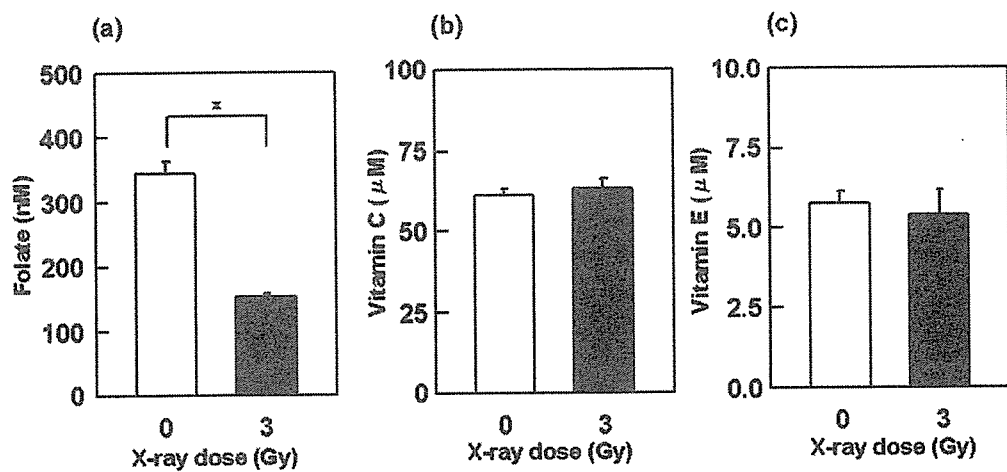 (a)
500
400
300
200
100
0
Folate (nM)
*
0 3
X-ray dose (Gy)
(b)
100
75
50
25
0
Vitamin C (μM)
0 3
X-ray dose (Gy)
(c)
10.0
7.5
5.0
2.5
0.0
Vitamin E (μM)
0 3
X-ray dose (Gy)